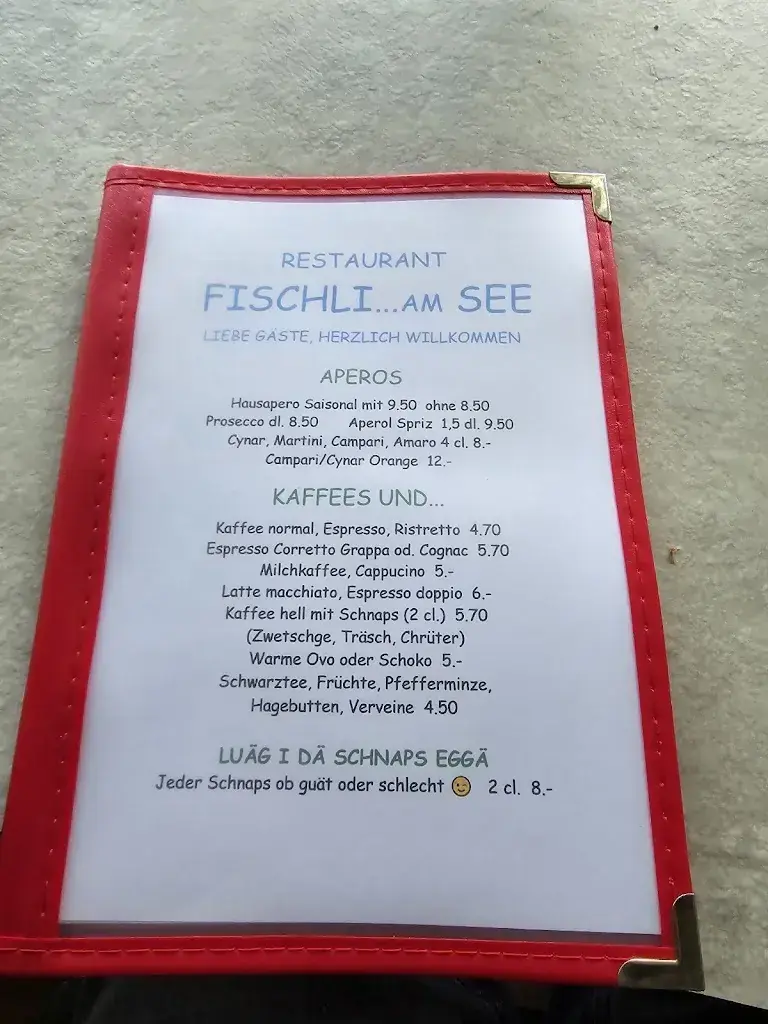 RESTAURANT
FISCHLI...AM SEE
LIEBE GÄSTE, HERZLICH WILLKOMMEN
APEROS
Hausapero Saisonal mit 9.50 ohne 8.50
Prosecco dl. 8.50 Aperol Spriz 1,5 dl. 9.50
Cynar, Martini, Campari, Amaro 4 cl. 8.-
Campari/Cynar Orange 12.-
KAFFEES UND...
Kaffee normal, Espresso, Ristretto 4.70
Espresso Corretto Grappa od. Cognac 5.70
Milchkaffee, Cappucino 5.-
Latte macchiato, Espresso doppio 6.-
Kaffee hell mit Schnaps (2 cl.) 5.70
(Zwetschge, Träsch, Chrüter)
Warme Ovo oder Schoko 5.-
Schwarztee, Früchte, Pfefferminze,
Hagebutten, Verveine 4.50
LUÄG I DÄ SCHNAPS EGGÄ
Jeder Schnaps ob guät oder schlecht 😉 2 cl. 8.-